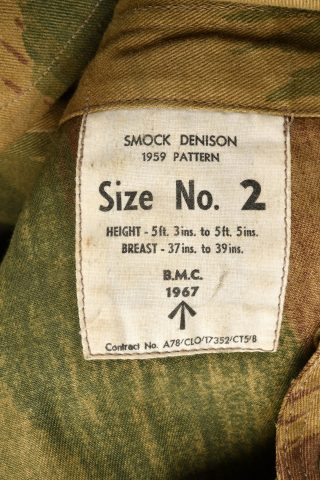 SMOCK DENISON
1959 PATTERN
Size No. 2
HEIGHT - 5ft. 3ins. to 5ft. 5ins.
BREAST - 37ins. to 39ins.
B.M.C.
1967
Contract No. A78/CLO/17352/CT5/B